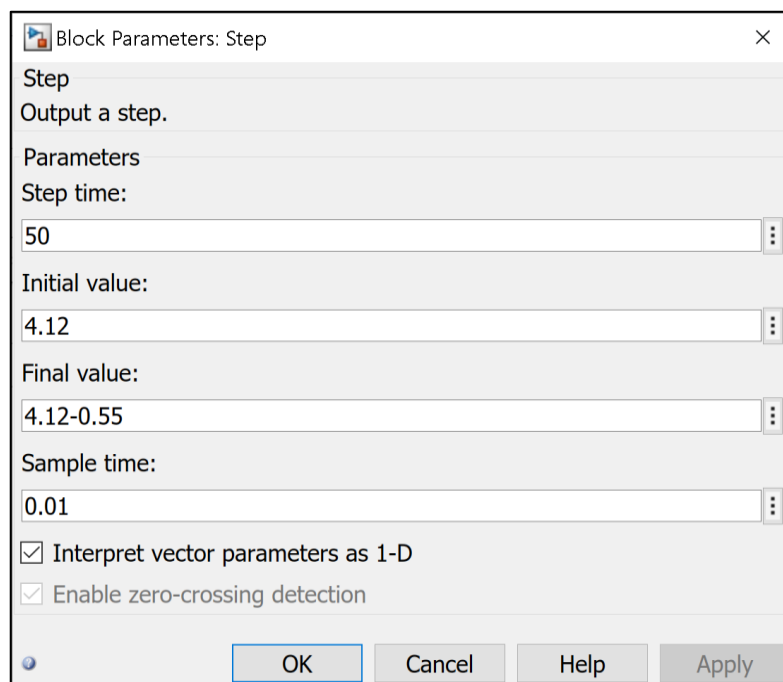 Block Parameters: Step
Step
Output a step.
Parameters
Step time:
50
Initial value:
4.12
Final value:
4.12-0.55
Sample time:
0.01
Interpret vector parameters as 1-D
Enable zero-crossing detection
OK Cancel Help Apply